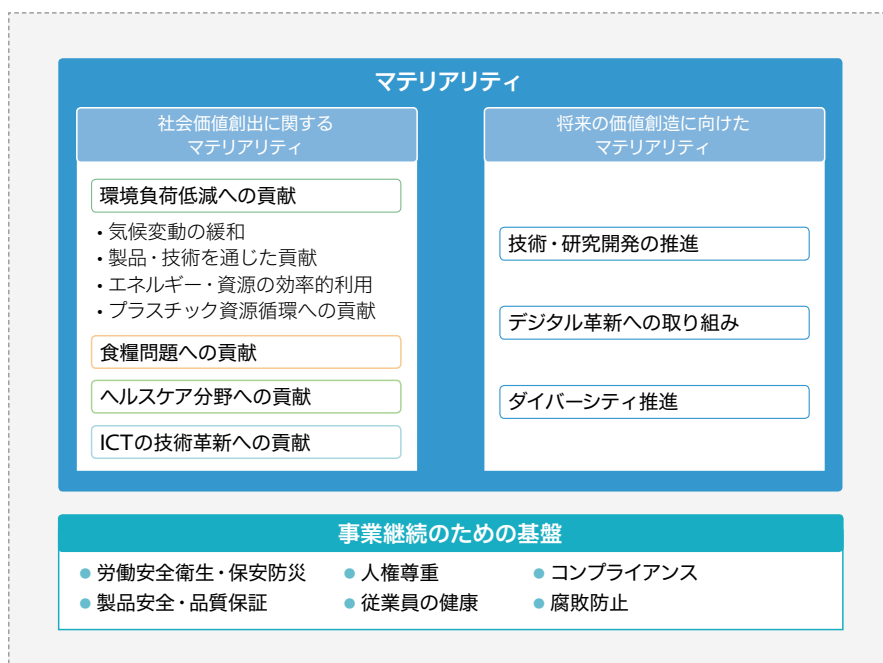 マテリアリティ
社会価値創出に関する
マテリアリティ
環境負荷低減への貢献
・気候変動の緩和
・製品・技術を通じた貢献
・エネルギー・資源の効率的利用
・プラスチック資源循環への貢献
食糧問題への貢献
ヘルスケア分野への貢献
ICTの技術革新への貢献
将来の価値創造に向けた
マテリアリティ
技術・研究開発の推進
デジタル革新への取り組み
ダイバーシティ推進
事業継続のための基盤
● 労働安全衛生・保安防災 ● 人権尊重 ● コンプライアンス
● 製品安全・品質保証 ● 従業員の健康 ● 腐敗防止